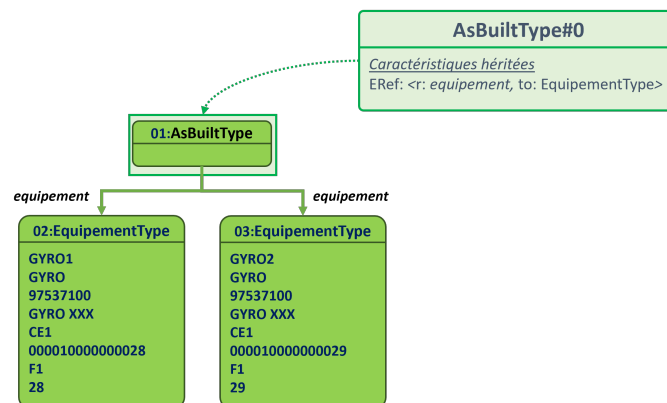 AsBuiltType#0
Caractéristiques héritées
ERef: <r: equipement, to: EquipementType>
01:AsBuiltType
equipement
equipement
02:EquipementType
GYRO1
GYRO
97537100
GYRO XXX
CE1
000010000000028
F1
28
03:EquipementType
GYRO2
GYRO
97537100
GYRO XXX
CE1
000010000000029
F1
29